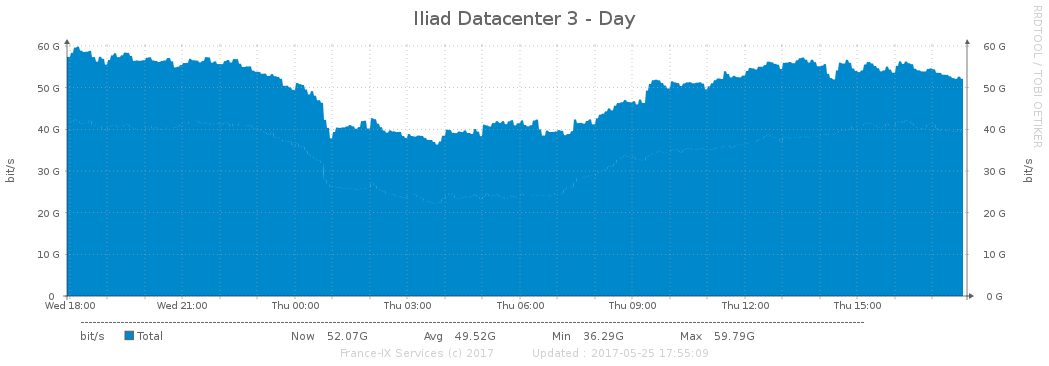 Iliad Datacenter 3 - Day
RRDTOOL / TOBI OETIKER
60 G 60 G
50 G 50 G
40 G 40 G
30 G 30 G
20 G 20 G
10 G 10 G
0 0 G
bit/s bit/s
Wed 18:00 Wed 21:00 Thu 00:00 Thu 03:00 Thu 06:00 Thu 09:00 Thu 12:00 Thu 15:00
bit/s Total Now 52.07G Avg 49.52G Min 36.29G Max 59.79G
France-IX Services (c) 2017 Updated : 2017-05-25 17:55:09